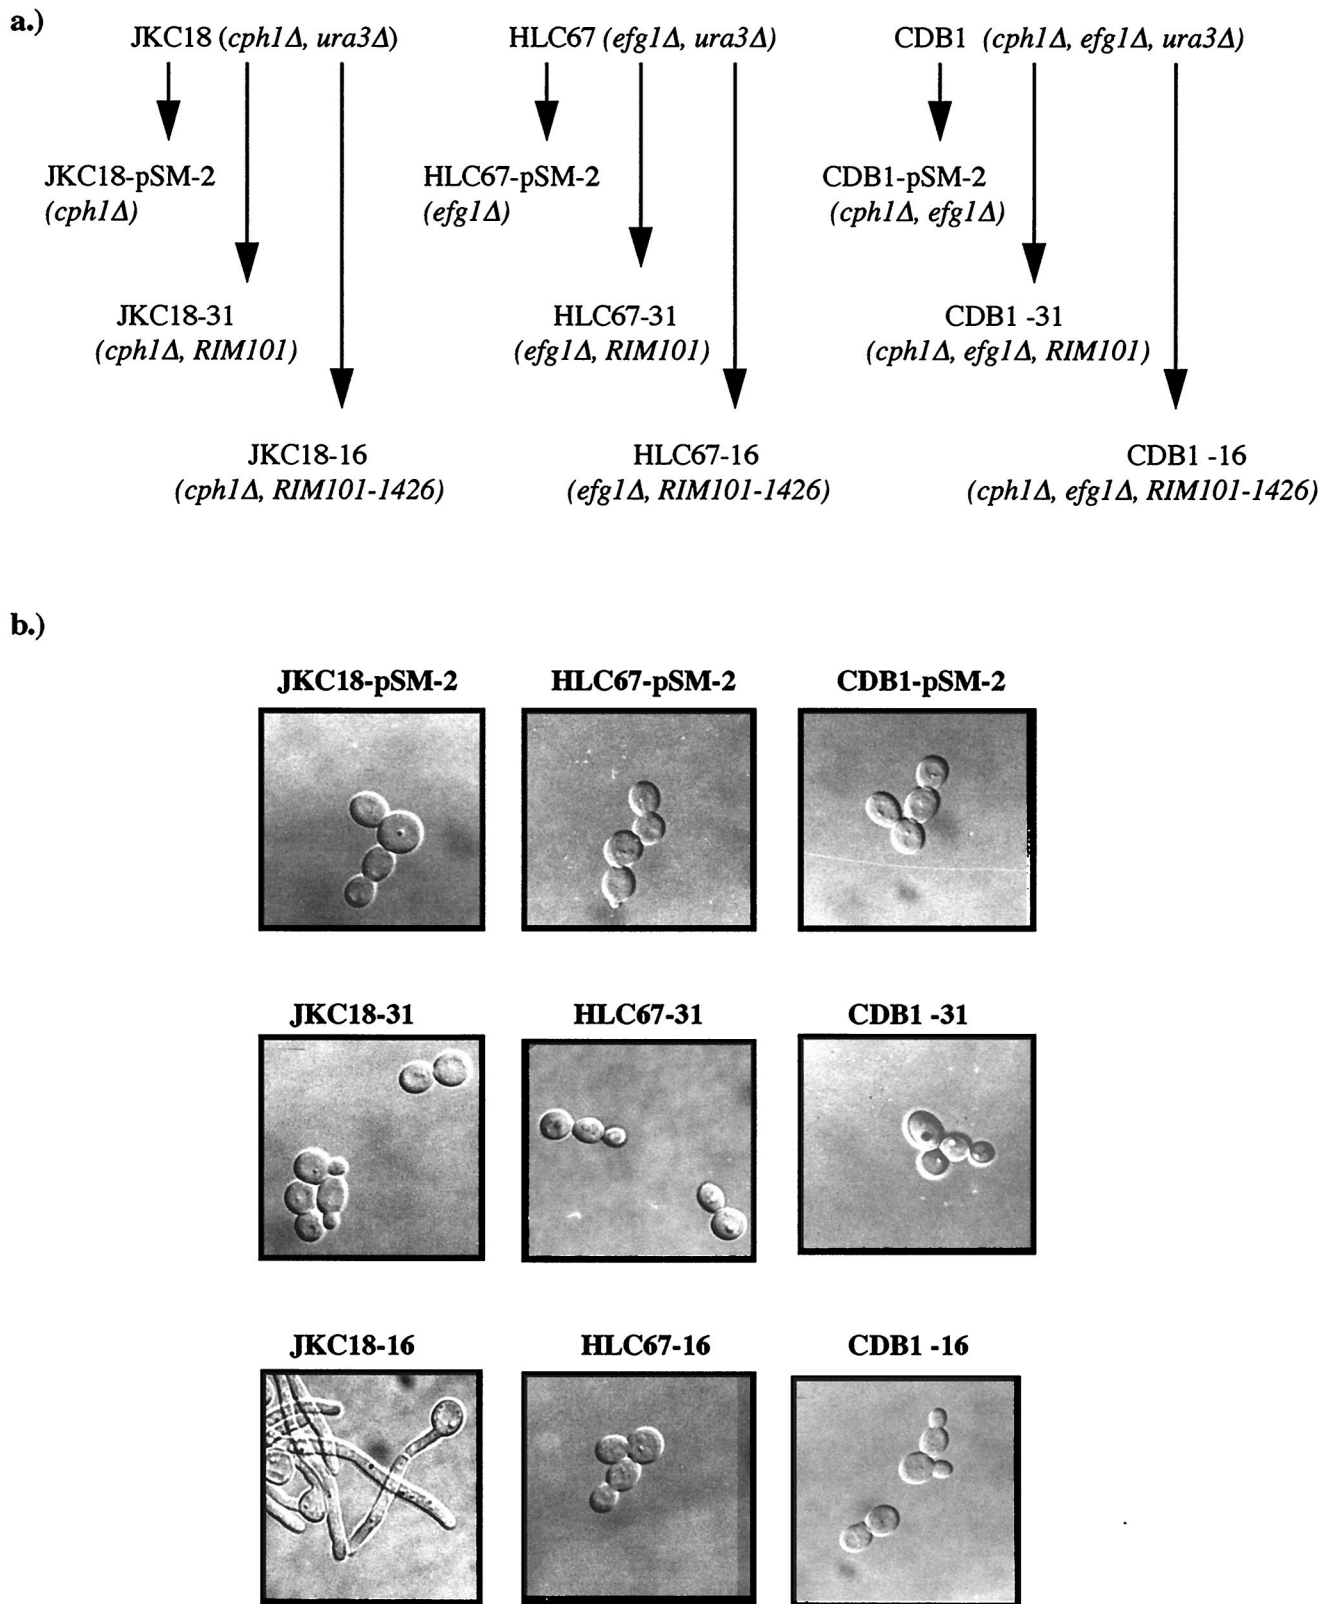 a.)
JKC18 (cph1Δ, ura3Δ) HLC67 (efg1Δ, ura3Δ) CDB1 (cph1Δ, efg1Δ, ura3Δ)
JKC18-pSM-2 HLC67-pSM-2 CDB1-pSM-2
(cph1Δ) (efg1Δ) (cph1Δ, efg1Δ)
JKC18-31 HLC67-31 CDB1 -31
(cph1Δ, RIM101) (efg1Δ, RIM101) (cph1Δ, efg1Δ, RIM101)
JKC18-16 HLC67-16 CDB1 -16
(cph1Δ, RIM101-1426) (efg1Δ, RIM101-1426) (cph1Δ, efg1Δ, RIM101-1426)
b.)
JKC18-pSM-2 HLC67-pSM-2 CDB1-pSM-2
JKC18-31 HLC67-31 CDB1 -31
JKC18-16 HLC67-16 CDB1 -16